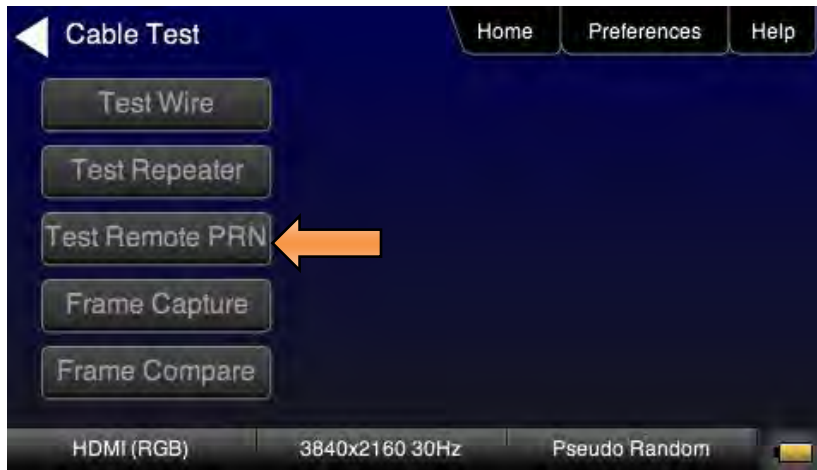 Cable Test
Home
Preferences
Help
Test Wire
Test Repeater
Test Remote PRN
Frame Capture
Frame Compare
HDMI (RGB)
3840x2160 30Hz
Pseudo Random